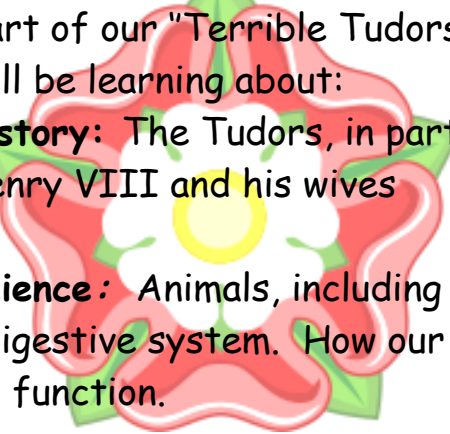 art of our "Terrible Tudors
ll be learning about:
story: The Tudors, in part
enry VIII and his wives
ience: Animals, including
igestive system. How our
function.